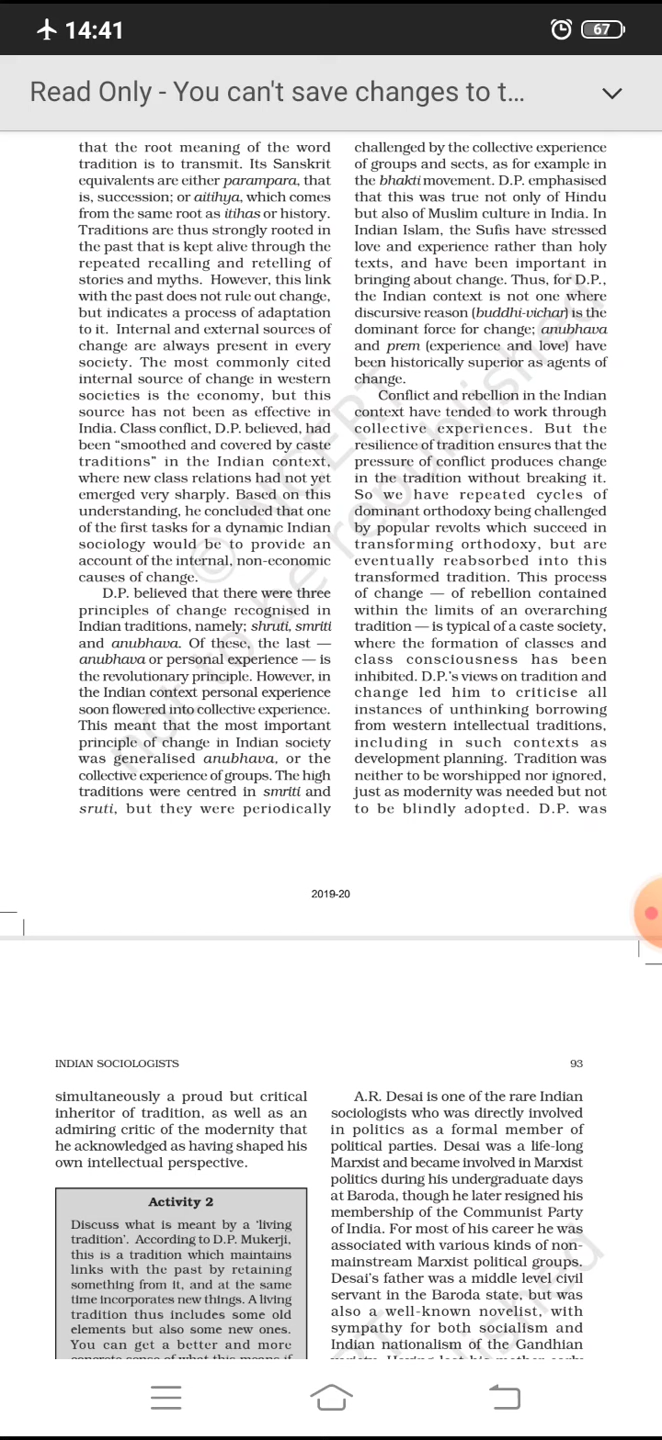 14:41
67
Read Only - You can't save changes to t...
that the root meaning of the word
tradition is to transmit. Its Sanskrit
equivalents are either parampara, that
is, succession; or aitihya, which comes
from the same root as itihas or history.
Traditions are thus strongly rooted in
the past that is kept alive through the
repeated recalling and retelling of
stories and myths. However, this link
with the past does not rule out change,
but indicates a process of adaptation
to it. Internal and external sources of
change are always present in every
society. The most commonly cited
internal source of change in western
societies is the economy, but this
source has not been as effective in
India. Class conflict, D.P. believed, had
been “smoothed and covered by caste
traditions” in the Indian context,
where new class relations had not yet
emerged very sharply. Based on this
understanding, he concluded that one
of the first tasks for a dynamic Indian
sociology would be to provide an
account of the internal, non-economic
causes of change.
D.P. believed that there were three
principles of change recognised in
Indian traditions, namely; shruti, smriti
and anubhava. Of these, the last —
anubhava or personal experience — is
the revolutionary principle. However, in
the Indian context personal experience
soon flowered into collective experience.
This meant that the most important
principle of change in Indian society
was generalised anubhava, or the
collective experience of groups. The high
traditions were centred in smriti and
sruti, but they were periodically
challenged by the collective experience
of groups and sects, as for example in
the bhakti movement. D.P. emphasised
that this was true not only of Hindu
but also of Muslim culture in India. In
Indian Islam, the Sufis have stressed
love and experience rather than holy
texts, and have been important in
bringing about change. Thus, for D.P.,
the Indian context is not one where
discursive reason (buddhi-vichar) is the
dominant force for change; anubhava
and prem (experience and love) have
been historically superior as agents of
change.
Conflict and rebellion in the Indian
context have tended to work through
collective experiences. But the
resilience of tradition ensures that the
pressure of conflict produces change
in the tradition without breaking it.
So we have repeated cycles of
dominant orthodoxy being challenged
by popular revolts which succeed in
transforming orthodoxy, but are
eventually reabsorbed into this
transformed tradition. This process
of change — of rebellion contained
within the limits of an overarching
tradition — is typical of a caste society,
where the formation of classes and
class consciousness has been
inhibited. D.P.’s views on tradition and
change led him to criticise all
instances of unthinking borrowing
from western intellectual traditions,
including in such contexts as
development planning. Tradition was
neither to be worshipped nor ignored,
just as modernity was needed but not
to be blindly adopted. D.P. was
© NCERT
not to be republished
2019-20
INDIAN SOCIOLOGISTS
93
simultaneously a proud but critical
inheritor of tradition, as well as an
admiring critic of the modernity that
he acknowledged as having shaped his
own intellectual perspective.
Activity 2
Discuss what is meant by a ‘living
tradition’. According to D.P. Mukerji,
this is a tradition which maintains
links with the past by retaining
something from it, and at the same
time incorporates new things. A living
tradition thus includes some old
elements but also some new ones.
You can get a better and more
concrete sense of what this means if
A.R. Desai is one of the rare Indian
sociologists who was directly involved
in politics as a formal member of
political parties. Desai was a life-long
Marxist and became involved in Marxist
politics during his undergraduate days
at Baroda, though he later resigned his
membership of the Communist Party
of India. For most of his career he was
associated with various kinds of non-
mainstream Marxist political groups.
Desai’s father was a middle level civil
servant in the Baroda state, but was
also a well-known novelist, with
sympathy for both socialism and
Indian nationalism of the Gandhian
variety. Having lost his mother early